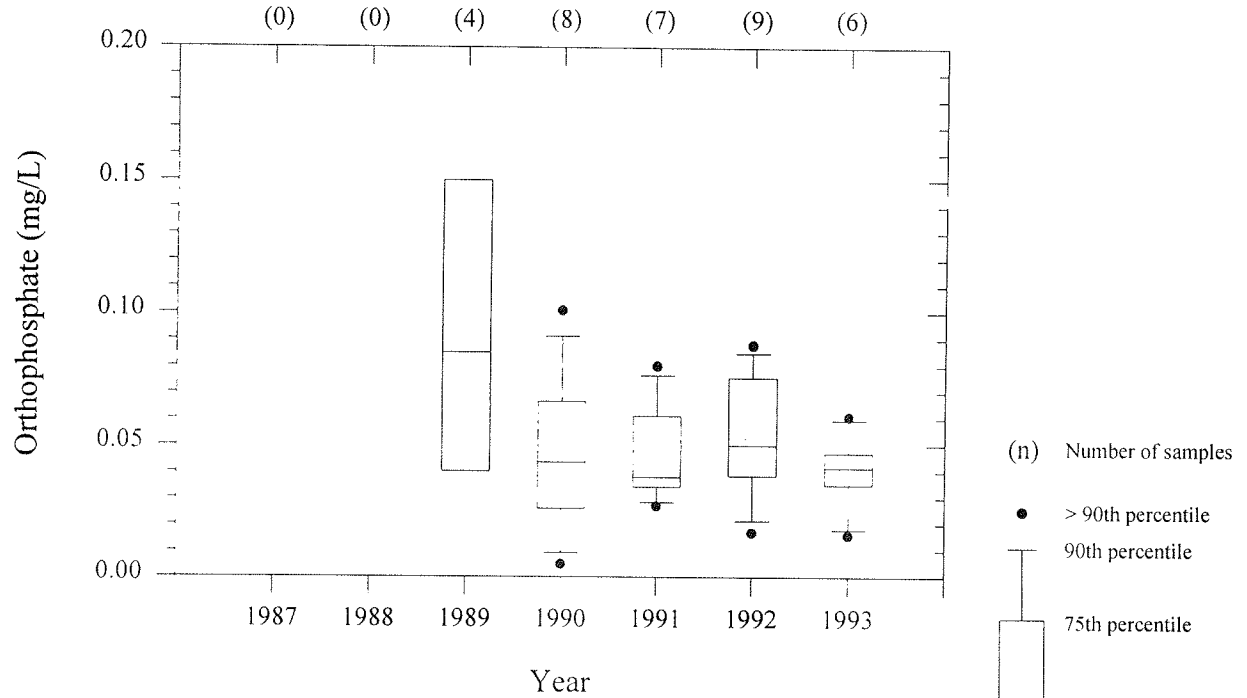 (0) (0) (4) (8) (7) (9) (6)
0.20
0.15
0.10
0.05
0.00
Orthophosphate (mg/L)
1987 1988 1989 1990 1991 1992 1993
Year
(n) Number of samples
> 90th percentile
90th percentile
75th percentile